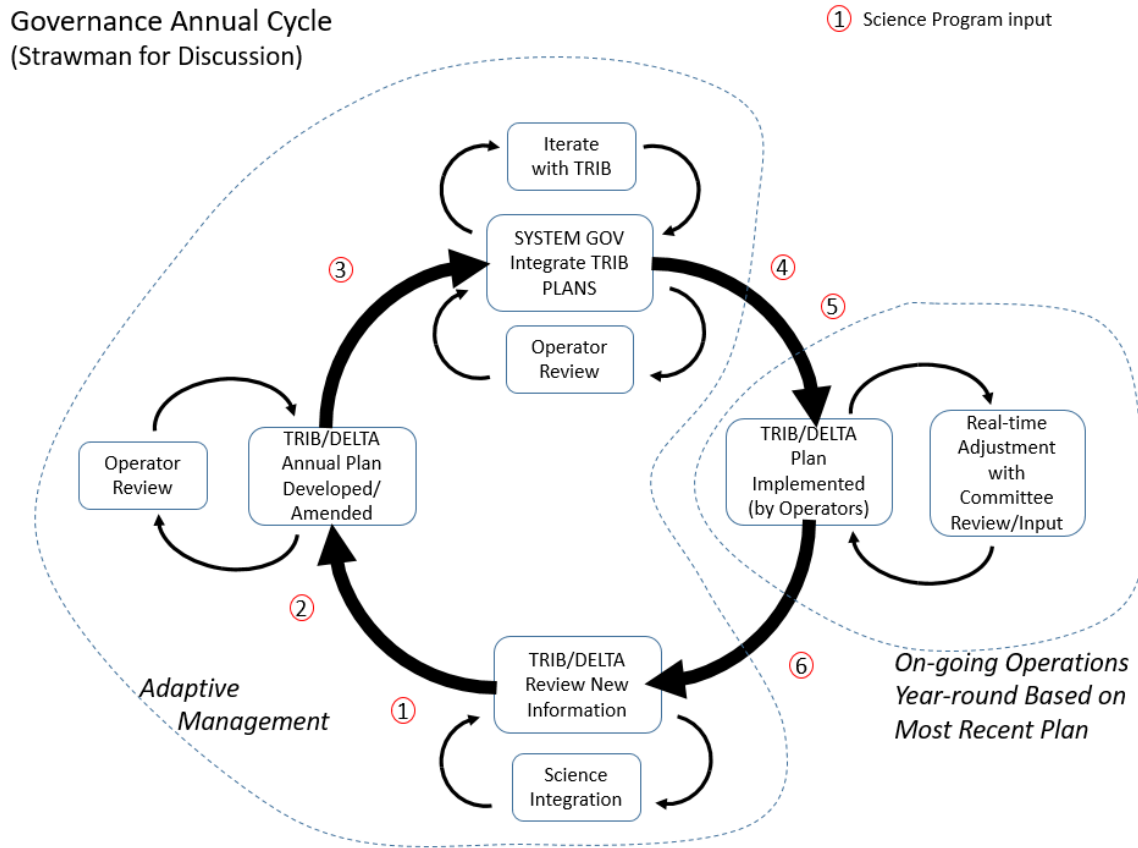 Governance Annual Cycle
(Strawman for Discussion)
① Science Program input
Iterate
with TRIB
③
SYSTEM GOV
Integrate TRIB
PLANS
④
⑤
Operator
Review
Operator
Review
TRIB/DELTA
Annual Plan
Developed/
Amended
TRIB/DELTA
Plan
Implemented
(by Operators)
Real-time
Adjustment
with
Committee
Review/Input
②
①
TRIB/DELTA
Review New
Information
⑥
Science
Integration
Adaptive
Management
On-going Operations
Year-round Based on
Most Recent Plan